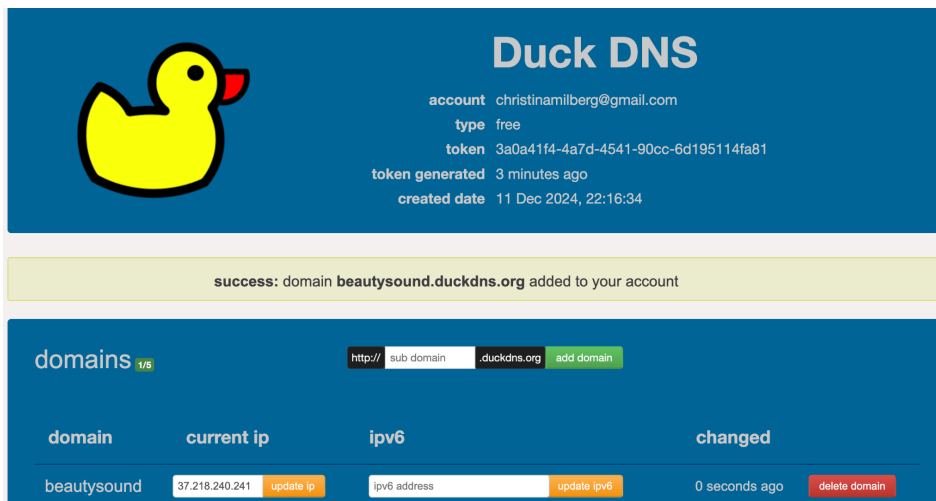 Duck DNS
account christinamilberg@gmail.com
type free
token 3a0a41f4-4a7d-4541-90cc-6d195114fa81
token generated 3 minutes ago
created date 11 Dec 2024, 22:16:34
success: domain beautysound.duckdns.org added to your account
domains 1/5 http:// sub domain .duckdns.org add domain
domain current ip ipv6 changed
beautysound 37.218.240.241 update ip ipv6 address update ipv6 0 seconds ago delete domain